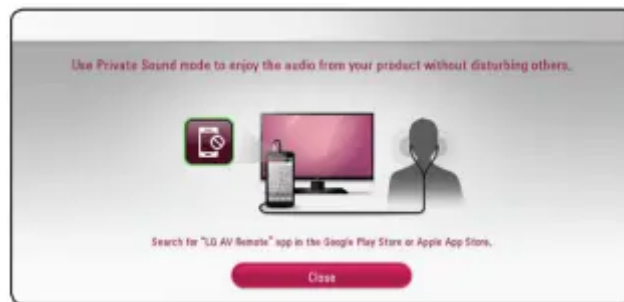 Use Private Sound mode to enjoy the audio from your product without disturbing others.
Search for "LG AV Remote" app in the Google Play Store or Apple App Store.
Close